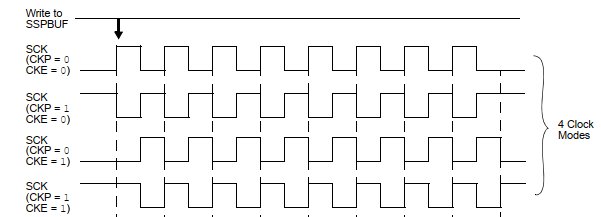 Write to
SSPBUF
SCK
(CKP = 0
CKE = 0)
SCK
(CKP = 1
CKE = 0)
SCK
(CKP = 0
CKE = 1)
SCK
(CKP = 1
CKE = 1)
4 Clock
Modes